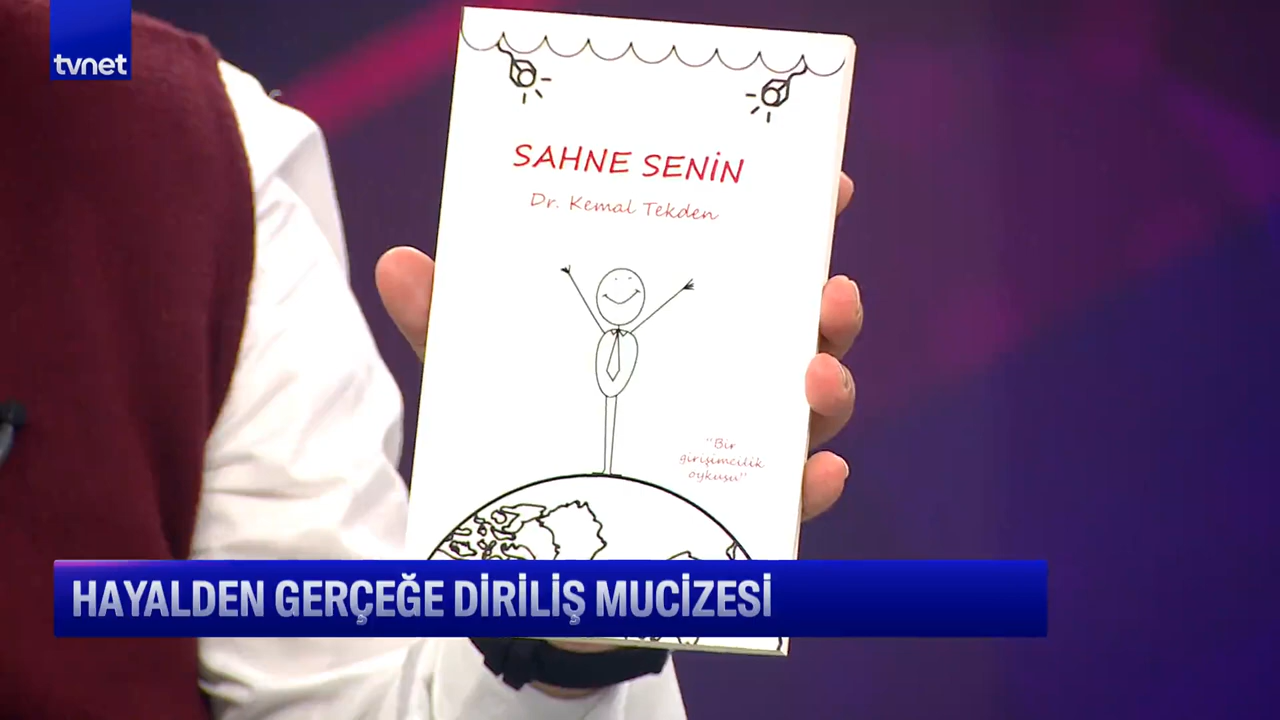 tvnet
SAHNE SENİN
Dr. Kemal Tekden
"Bir
girişimcilik
öyküsü"
HAYALDEN GERÇEĞE DİRİLİŞ MUCİZESİ